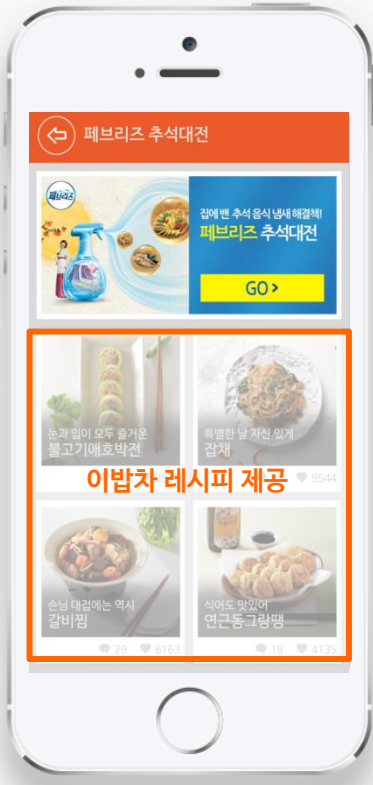 페브리즈 추석대전
페브리즈
집에 밴 추석 음식 냄새 해결책!
페브리즈 추석대전
GO >
눈과 입이 모두 즐거운
불고기애호박전
특별한 날 자신 있게
잡채
이밥차 레시피 제공
9544
손님 대접에는 역시
갈비찜
식어도 맛있어
연근동그랑땡
29 6163
18 4135